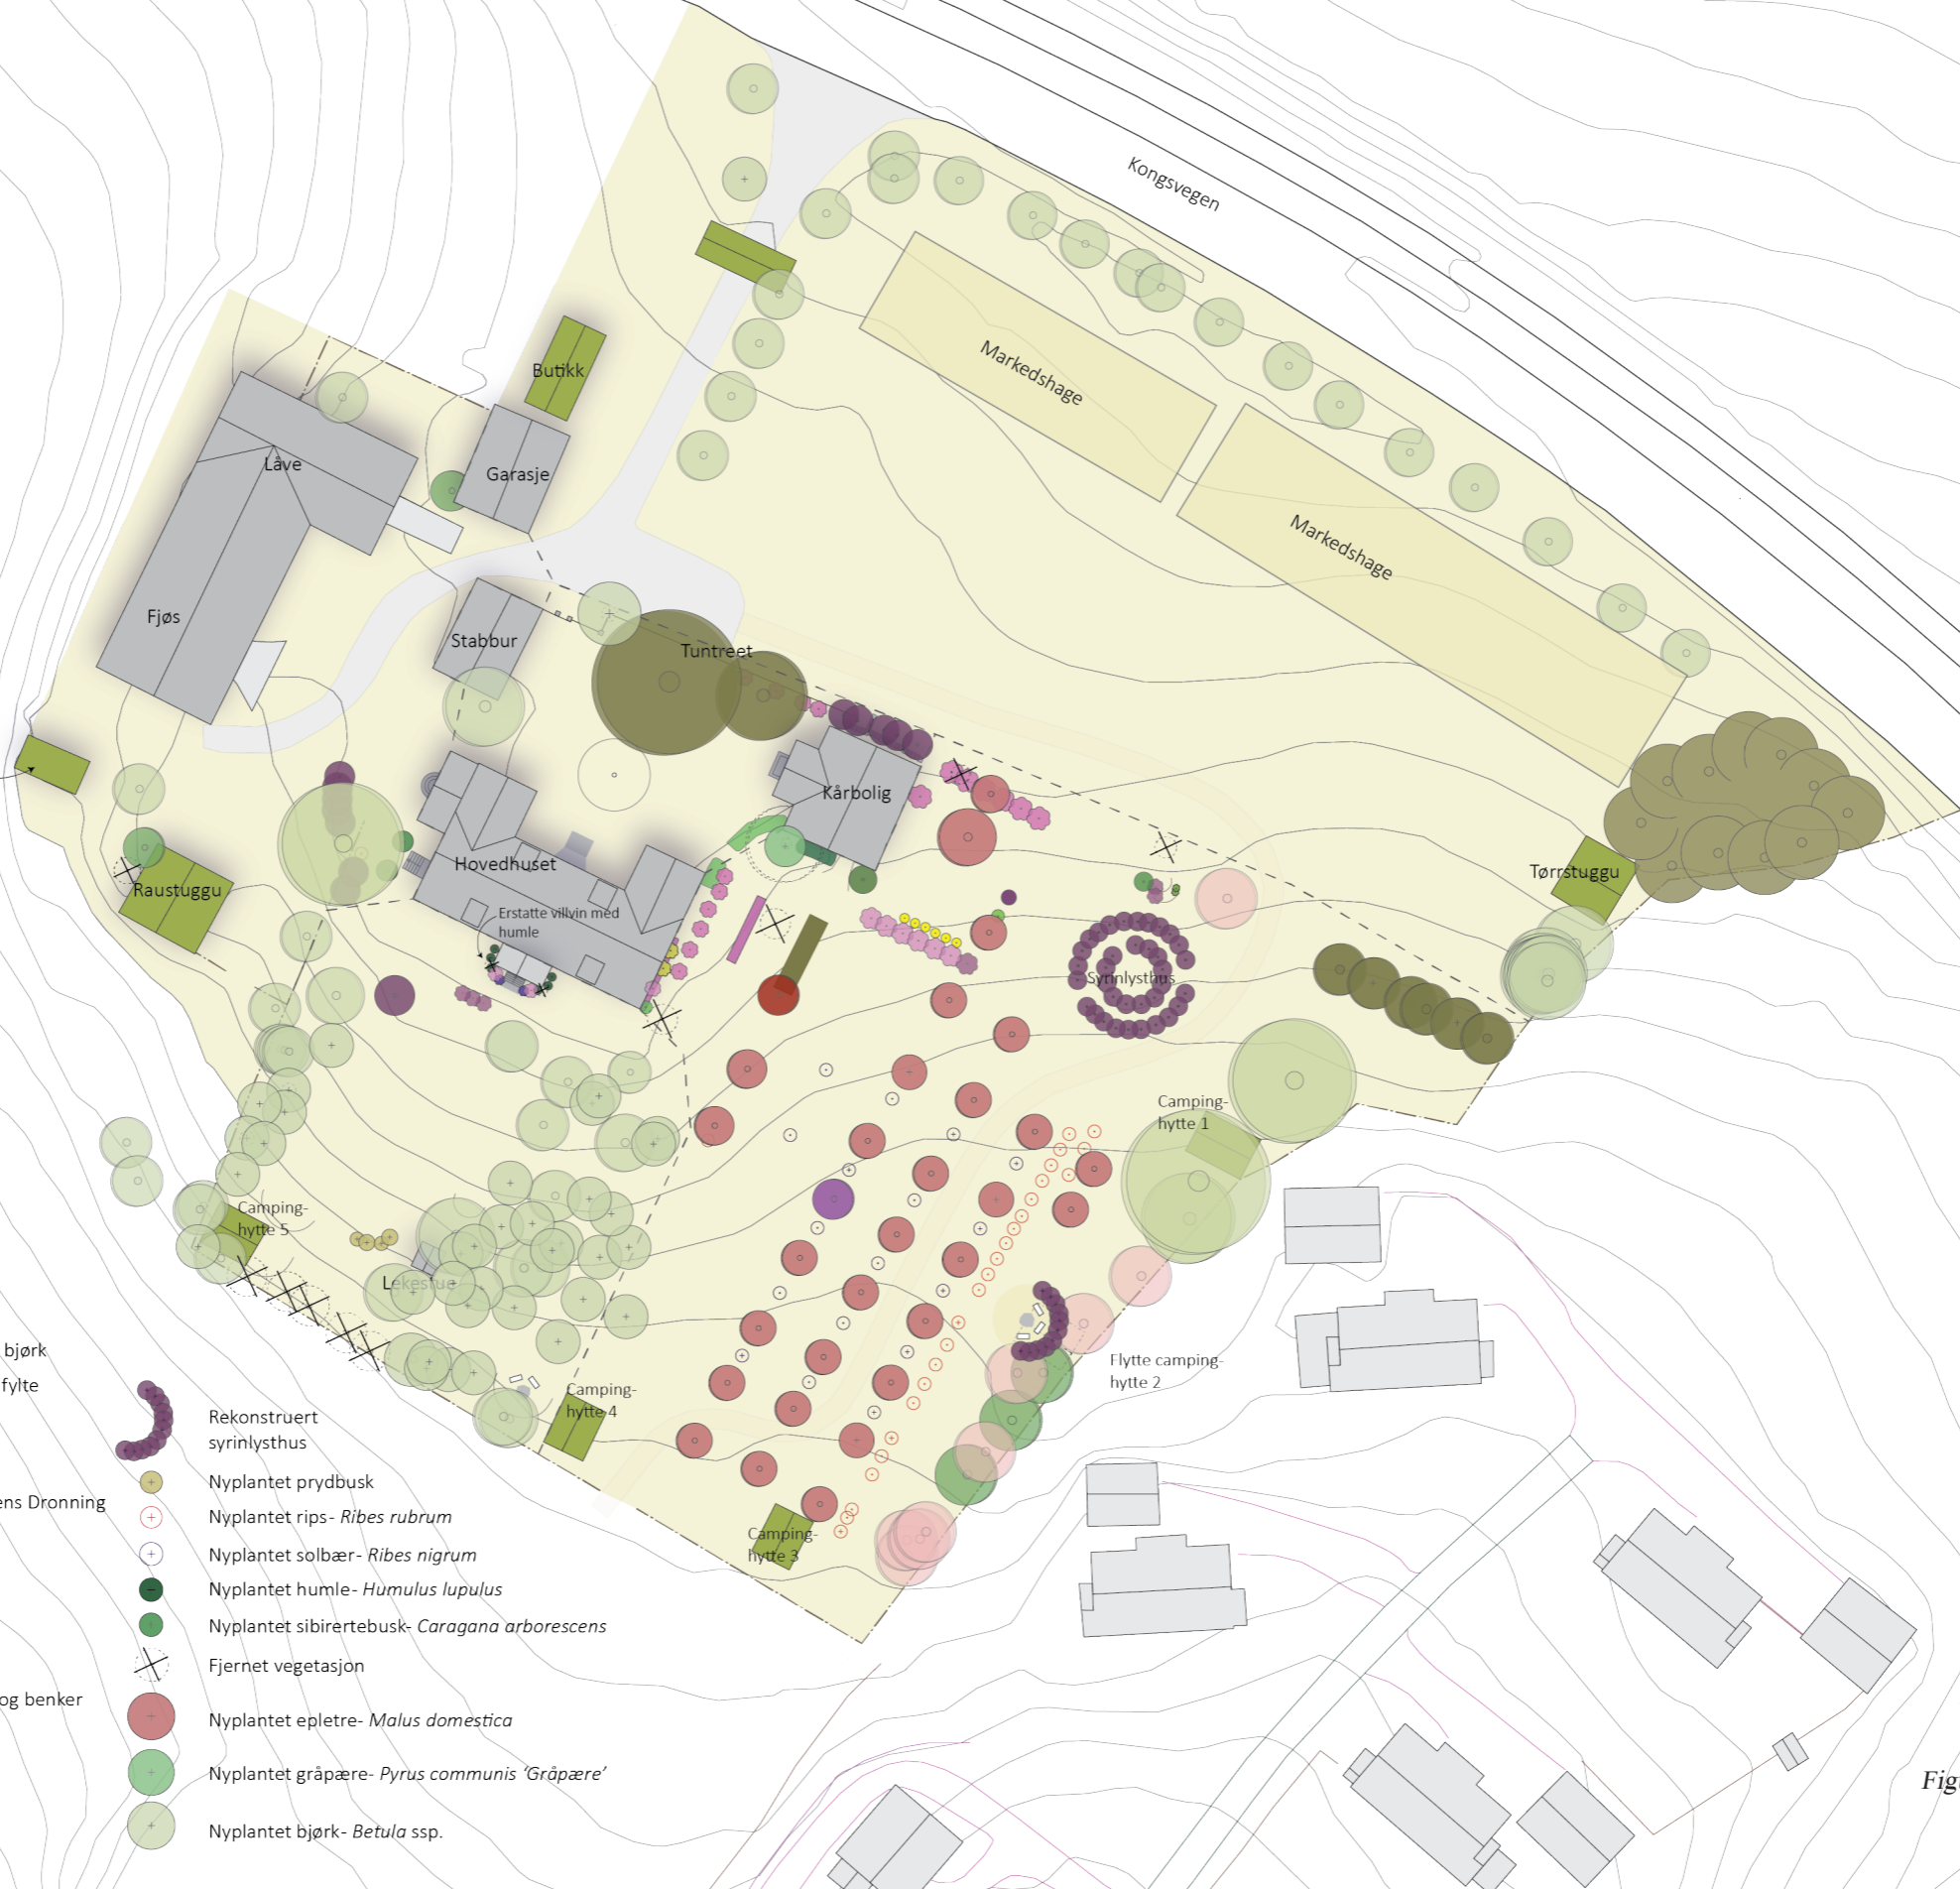 Kongsvegen
Butikk
Markedshage
Låve
Garasje
Markedshage
Fjøs
Stabbur
Tuntreet
Kårbolig
Hovedhuset
Raustuggu
Tørrstuggu
Erstatte villvin med
humle
Syrinlysthus
Camping-
hytte 1
Camping-
hytte 5
Lekestue
Flytte camping-
hytte 2
Camping-
hytte 4
Camping-
hytte 3
bjørk
fylte
ens Dronning
og benker
Rekonstruert
syrinlysthus
Nyplantet prydbusk
Nyplantet rips- Ribes rubrum
Nyplantet solbær- Ribes nigrum
Nyplantet humle- Humulus lupulus
Nyplantet sibirertebusk- Caragana arborescens
Fjernet vegetasjon
Nyplantet epletre- Malus domestica
Nyplantet gråpære- Pyrus communis ‘Gråpære’
Nyplantet bjørk- Betula ssp.
Fig